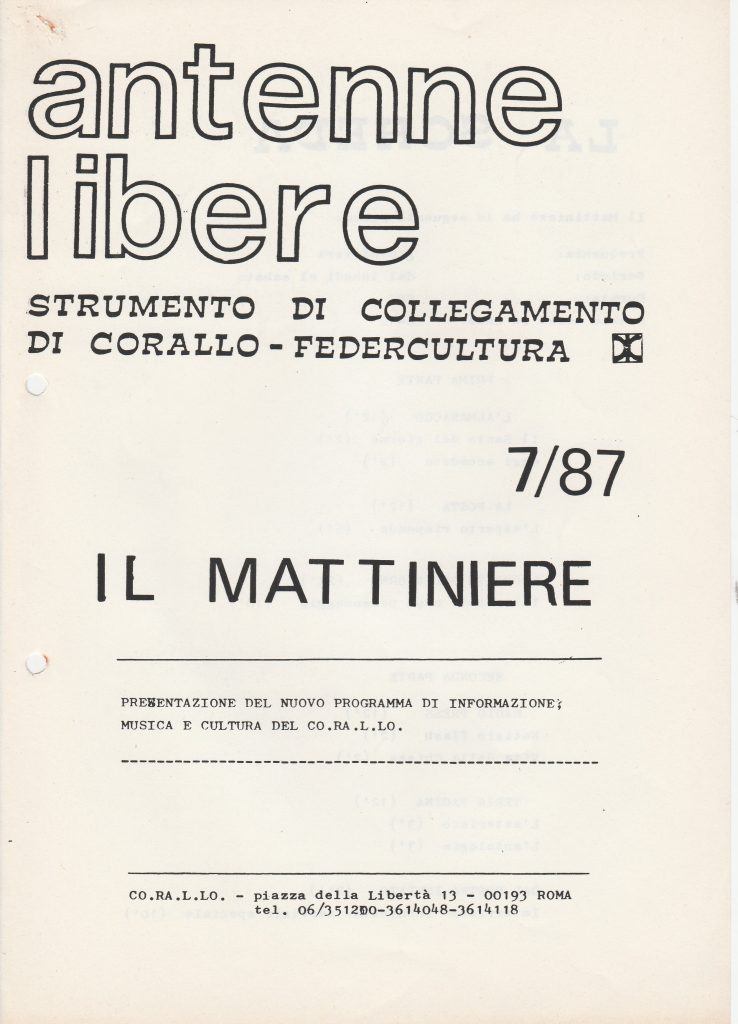 antenne
libere
STRUMENTO DI COLLEGAMENTO
DI CORALLO - FEDERCULTURA
7/87
IL MATTINIERE
PRESENTAZIONE DEL NUOVO PROGRAMMA DI INFORMAZIONE,
MUSICA E CULTURA DEL CO.RA.L.LO.
CO.RA.L.LO. - piazza della Libertà 13 - 00193 ROMA
tel. 06/351200-3614048-3614118